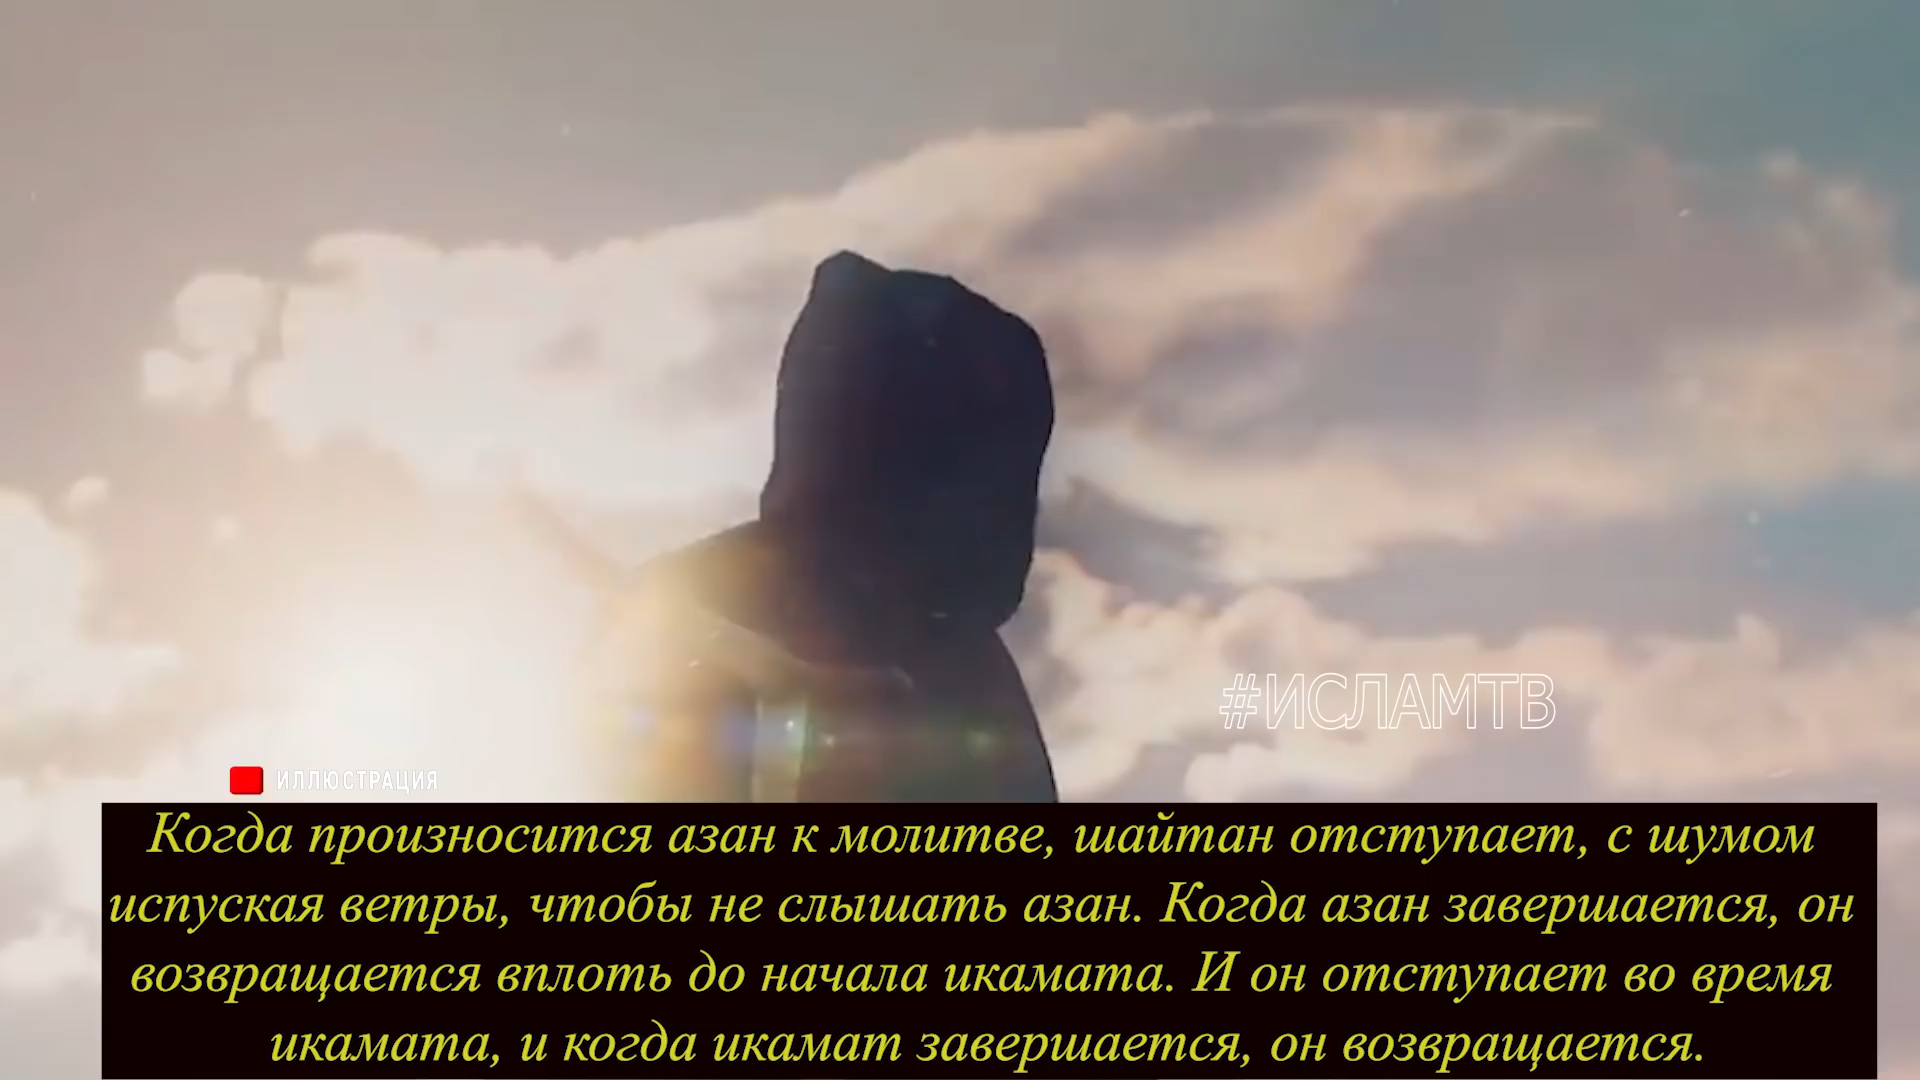 #ИСЛАМТВ
ИЛЛЮСТРАЦИЯ
Когда произносится азан к молитве, шайтан отступает, с шумом
испуская ветры, чтобы не слышать азан. Когда азан завершается, он
возвращается вплоть до начала икамата. И он отступает во время
икамата, и когда икамат завершается, он возвращается.